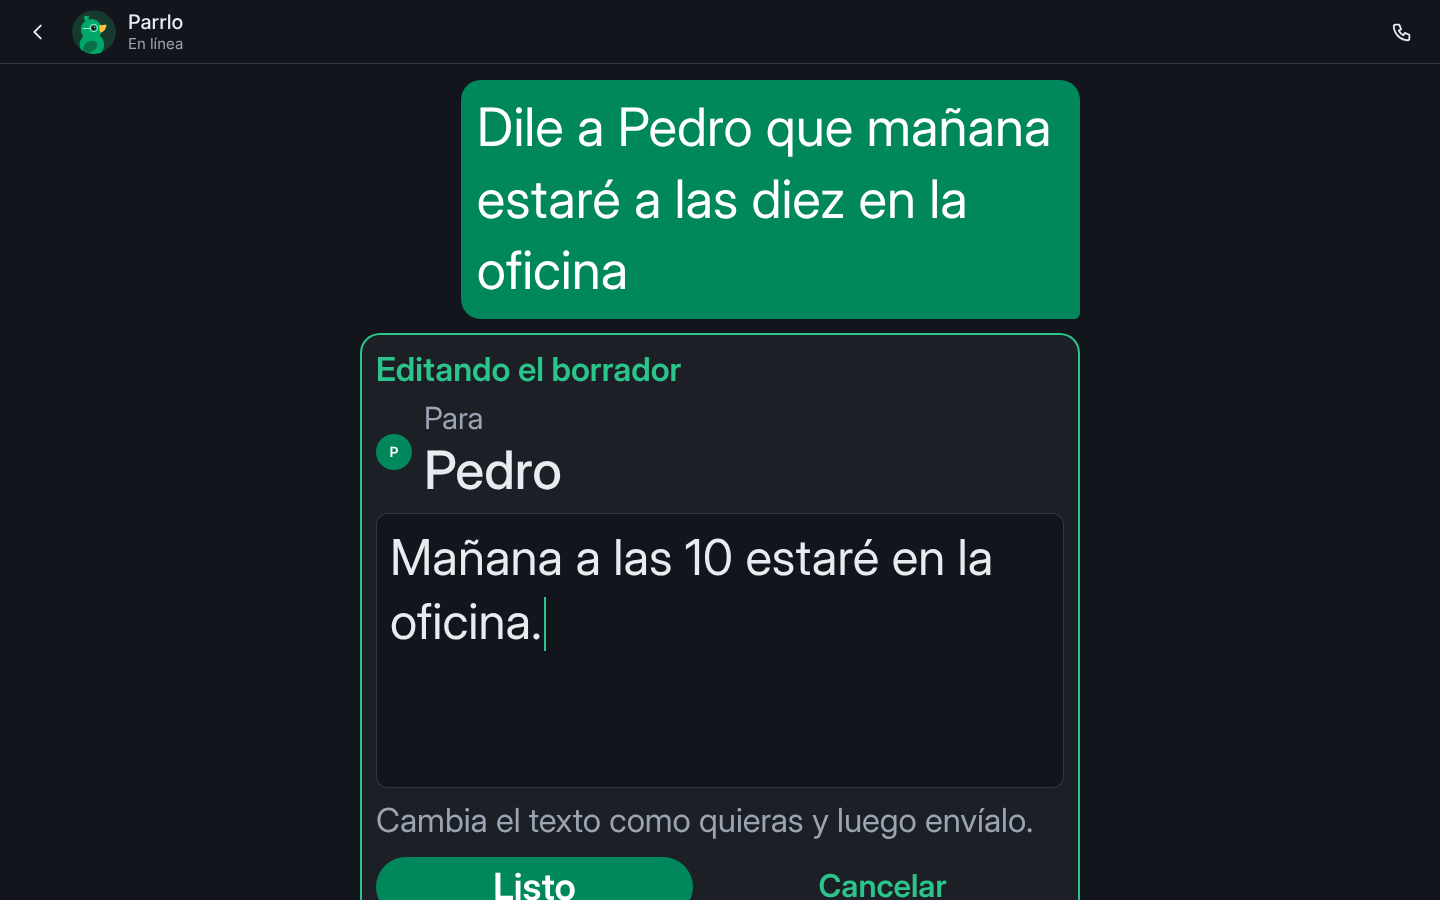 Parrlo
En línea
Dile a Pedro que mañana
estaré a las diez en la
oficina
Editando el borrador
Para
P
Pedro
Mañana a las 10 estaré en la
oficina.
Cambia el texto como quieras y luego envíalo.
Listo
Cancelar